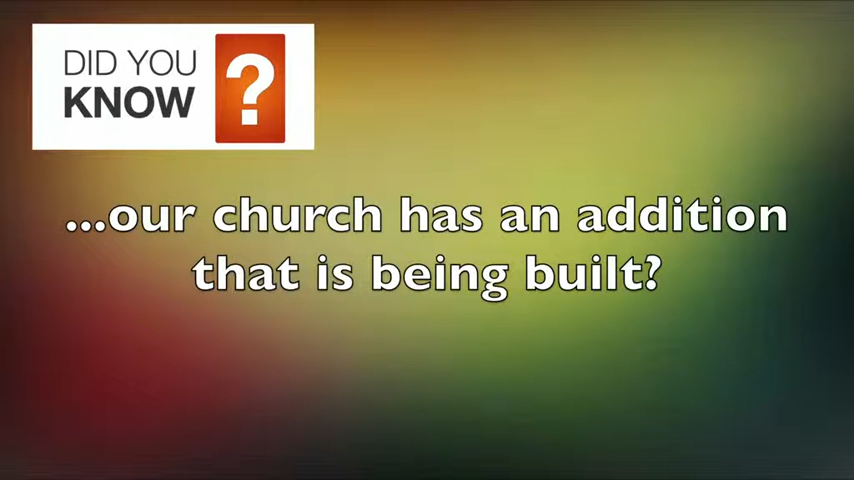 DID YOU
KNOW
?
...our church has an addition
that is being built?